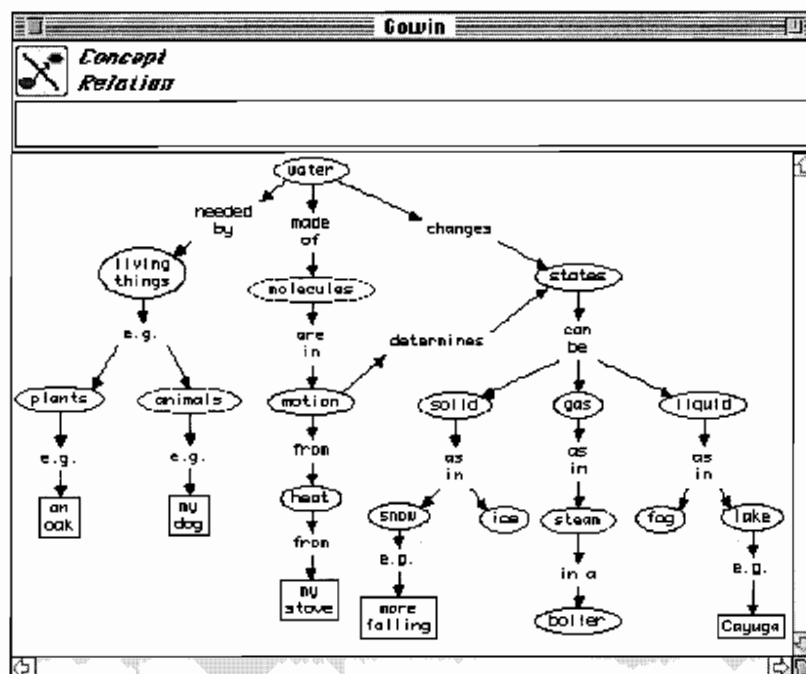 Gowin
Concept
Relation
water
needed
by
made
of
changes
living
things
molecules
states
e.g.
are
in
determines
can
be
plants
animals
motion
solid
gas
liquid
e.g.
e.g.
from
as
in
as
in
as
in
an
oak
my
dog
heat
snow
ice
steam
fog
lake
from
e.g.
in a
e.g.
my
stove
more
falling
boiler
Cayuga